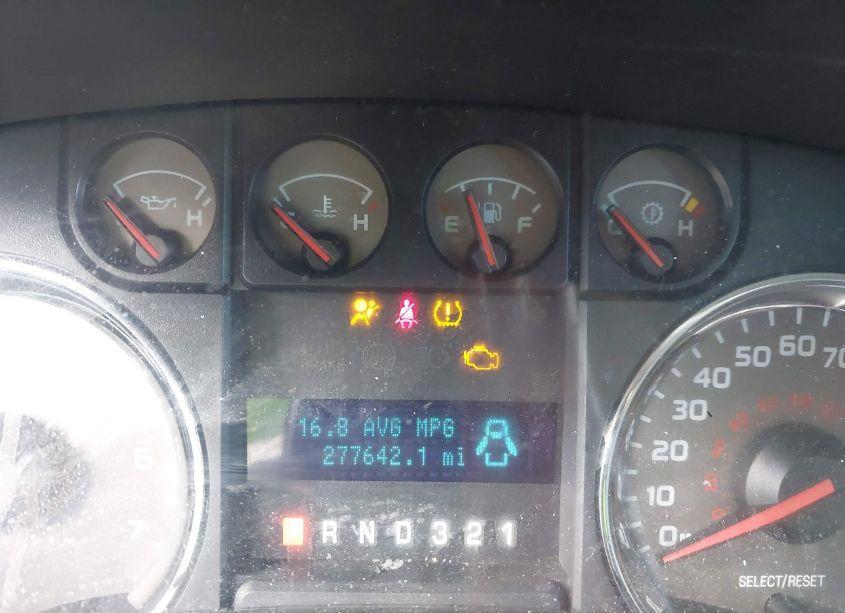 H
H
E F
C H
6
7
0 10 20 30 40 50 60 70
16.8 AVG MPG
277642.1 mi
R N D 3 2 1
SELECT/RESET